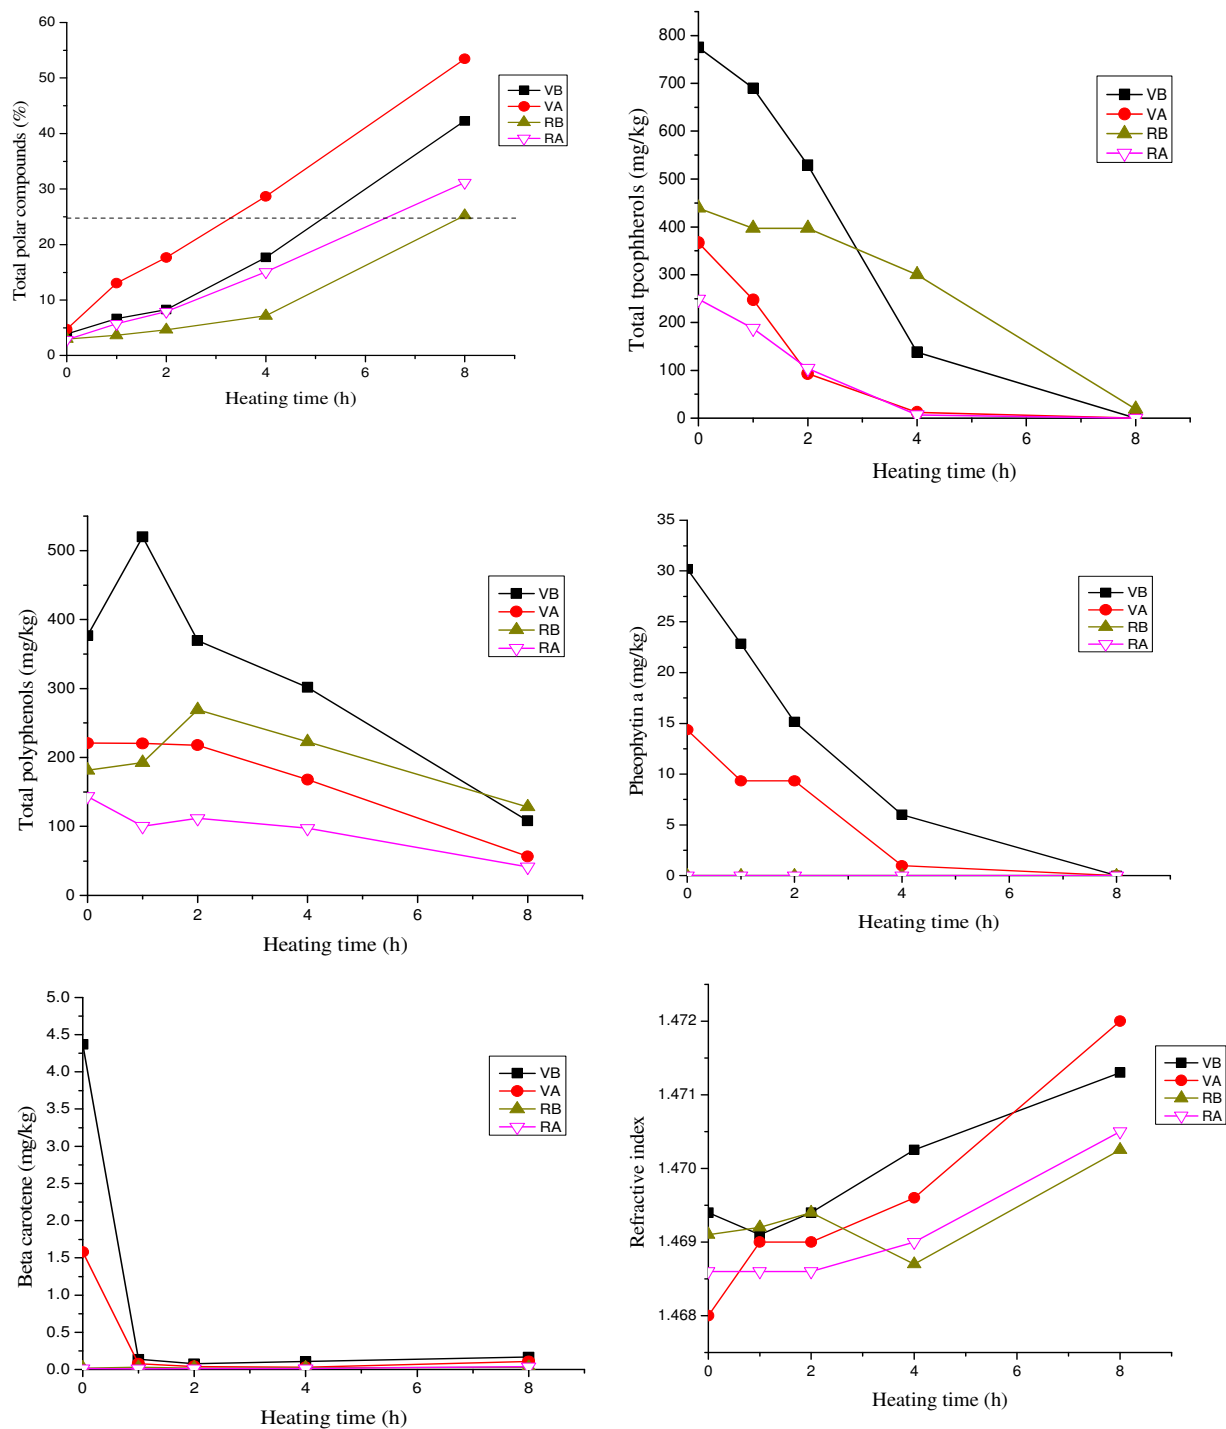 60
50
40
30
20
10
0
Total polar compounds (%)
0 2 4 6 8
Heating time (h)
VB
VA
RB
RA
800
700
600
500
400
300
200
100
0
Total tpcophherols (mg/kg)
0 2 4 6 8
Heating time (h)
VB
VA
RB
RA
500
400
300
200
100
0
Total polyphenols (mg/kg)
0 2 4 6 8
Heating time (h)
VB
VA
RB
RA
35
30
25
20
15
10
5
0
Pheophytin a (mg/kg)
0 2 4 6 8
Heating time (h)
VB
VA
RB
RA
5.0
4.5
4.0
3.5
3.0
2.5
2.0
1.5
1.0
0.5
0.0
Beta carotene (mg/kg)
0 2 4 6 8
Heating time (h)
VB
VA
RB
RA
1.472
1.471
1.470
1.469
1.468
Refractive index
0 2 4 6 8
Heating time (h)
VB
VA
RB
RA